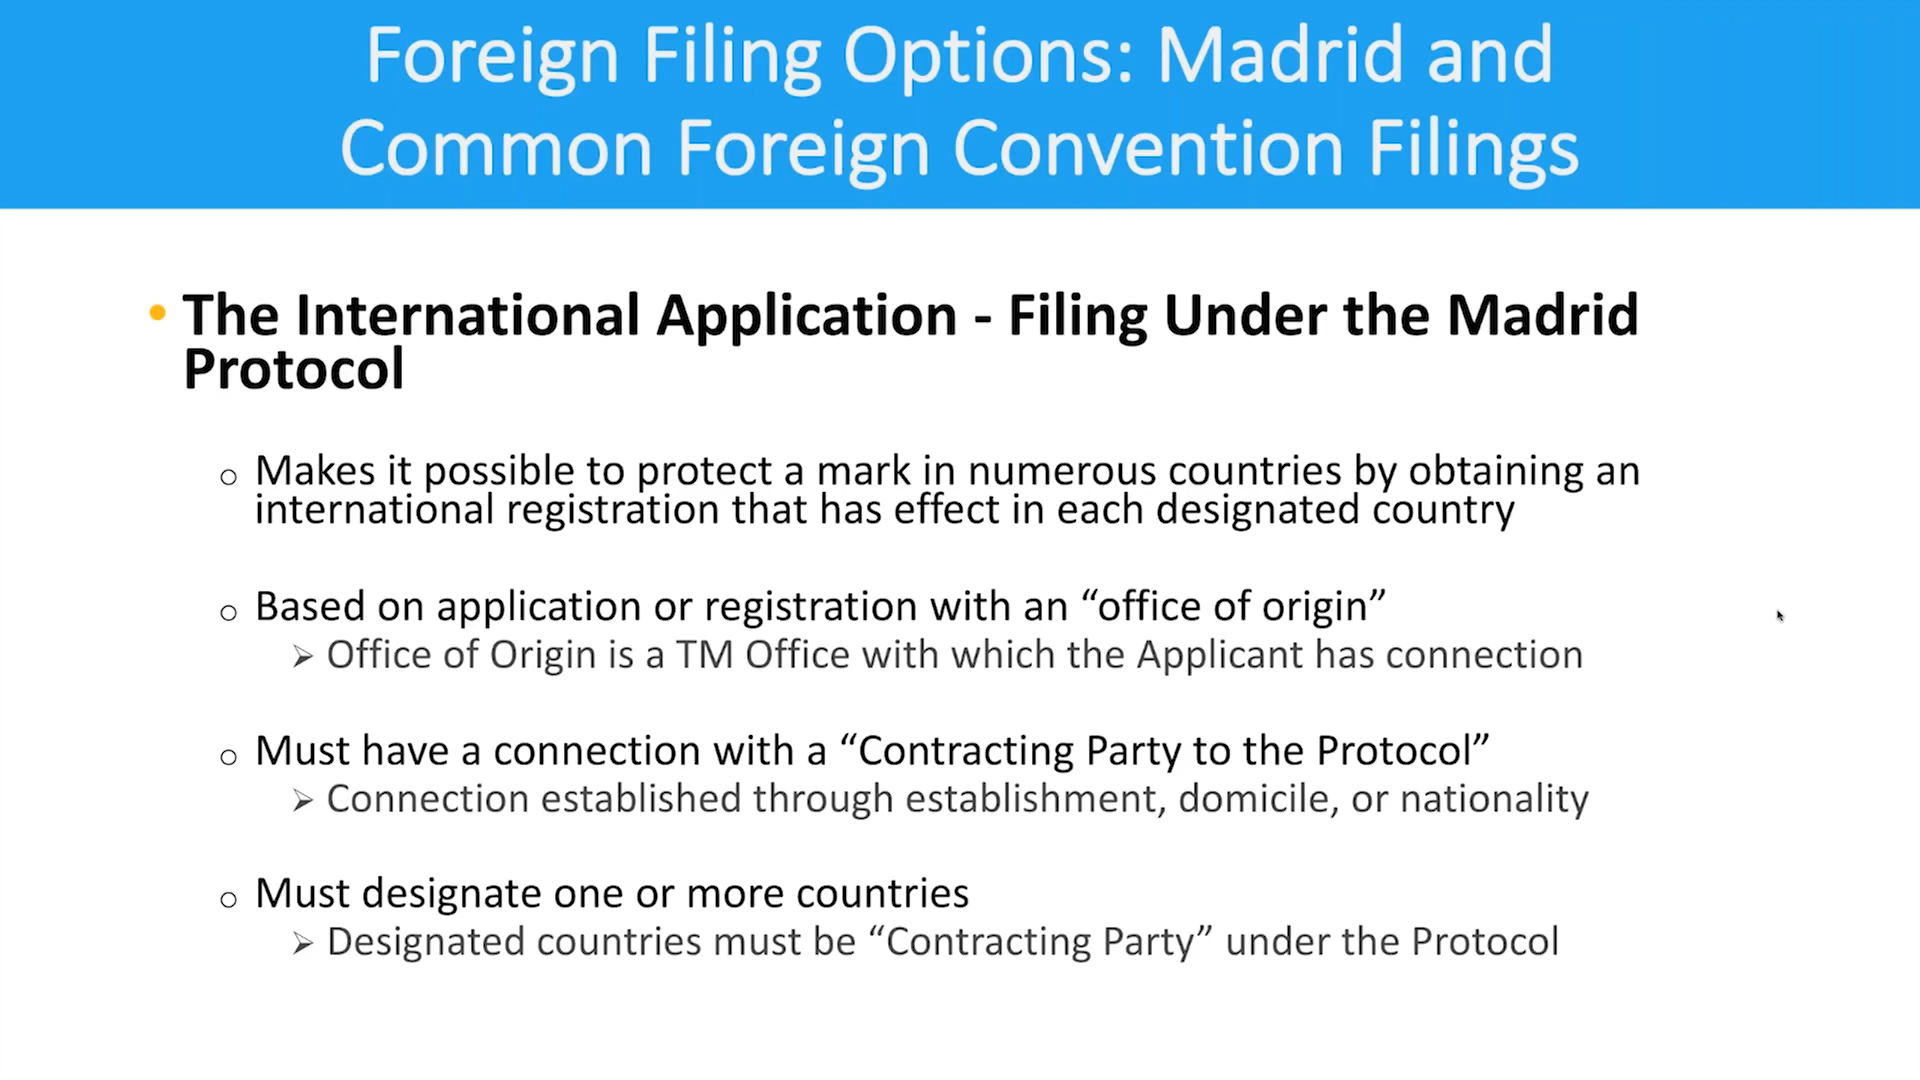 Foreign Filing Options: Madrid and
Common Foreign Convention Filings
• The International Application - Filing Under the Madrid
Protocol
o Makes it possible to protect a mark in numerous countries by obtaining an
international registration that has effect in each designated country
o Based on application or registration with an “office of origin”
➢ Office of Origin is a TM Office with which the Applicant has connection
o Must have a connection with a “Contracting Party to the Protocol”
➢ Connection established through establishment, domicile, or nationality
o Must designate one or more countries
➢ Designated countries must be “Contracting Party” under the Protocol